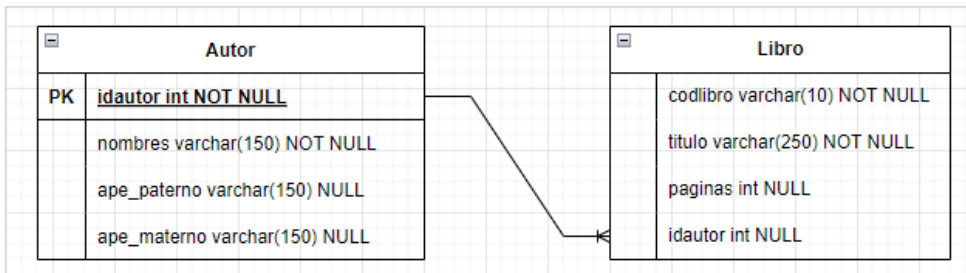 Autor
PK idautor int NOT NULL
nombres varchar(150) NOT NULL
ape_paterno varchar(150) NULL
ape_materno varchar(150) NULL
Libro
codlibro varchar(10) NOT NULL
titulo varchar(250) NOT NULL
paginas int NULL
idautor int NULL